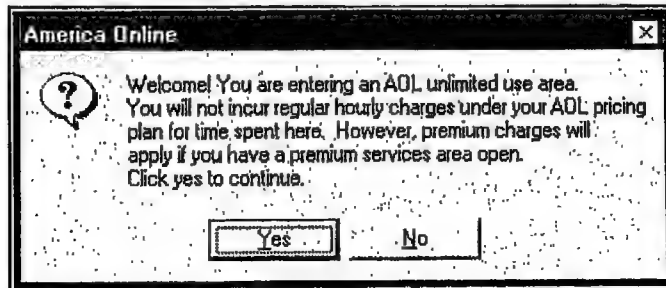 America Online
Welcome! You are entering an AOL unlimited use area.
You will not incur regular hourly charges under your AOL pricing
plan for time spent here. However, premium charges will
apply if you have a premium services area open.
Click yes to continue.
Yes No